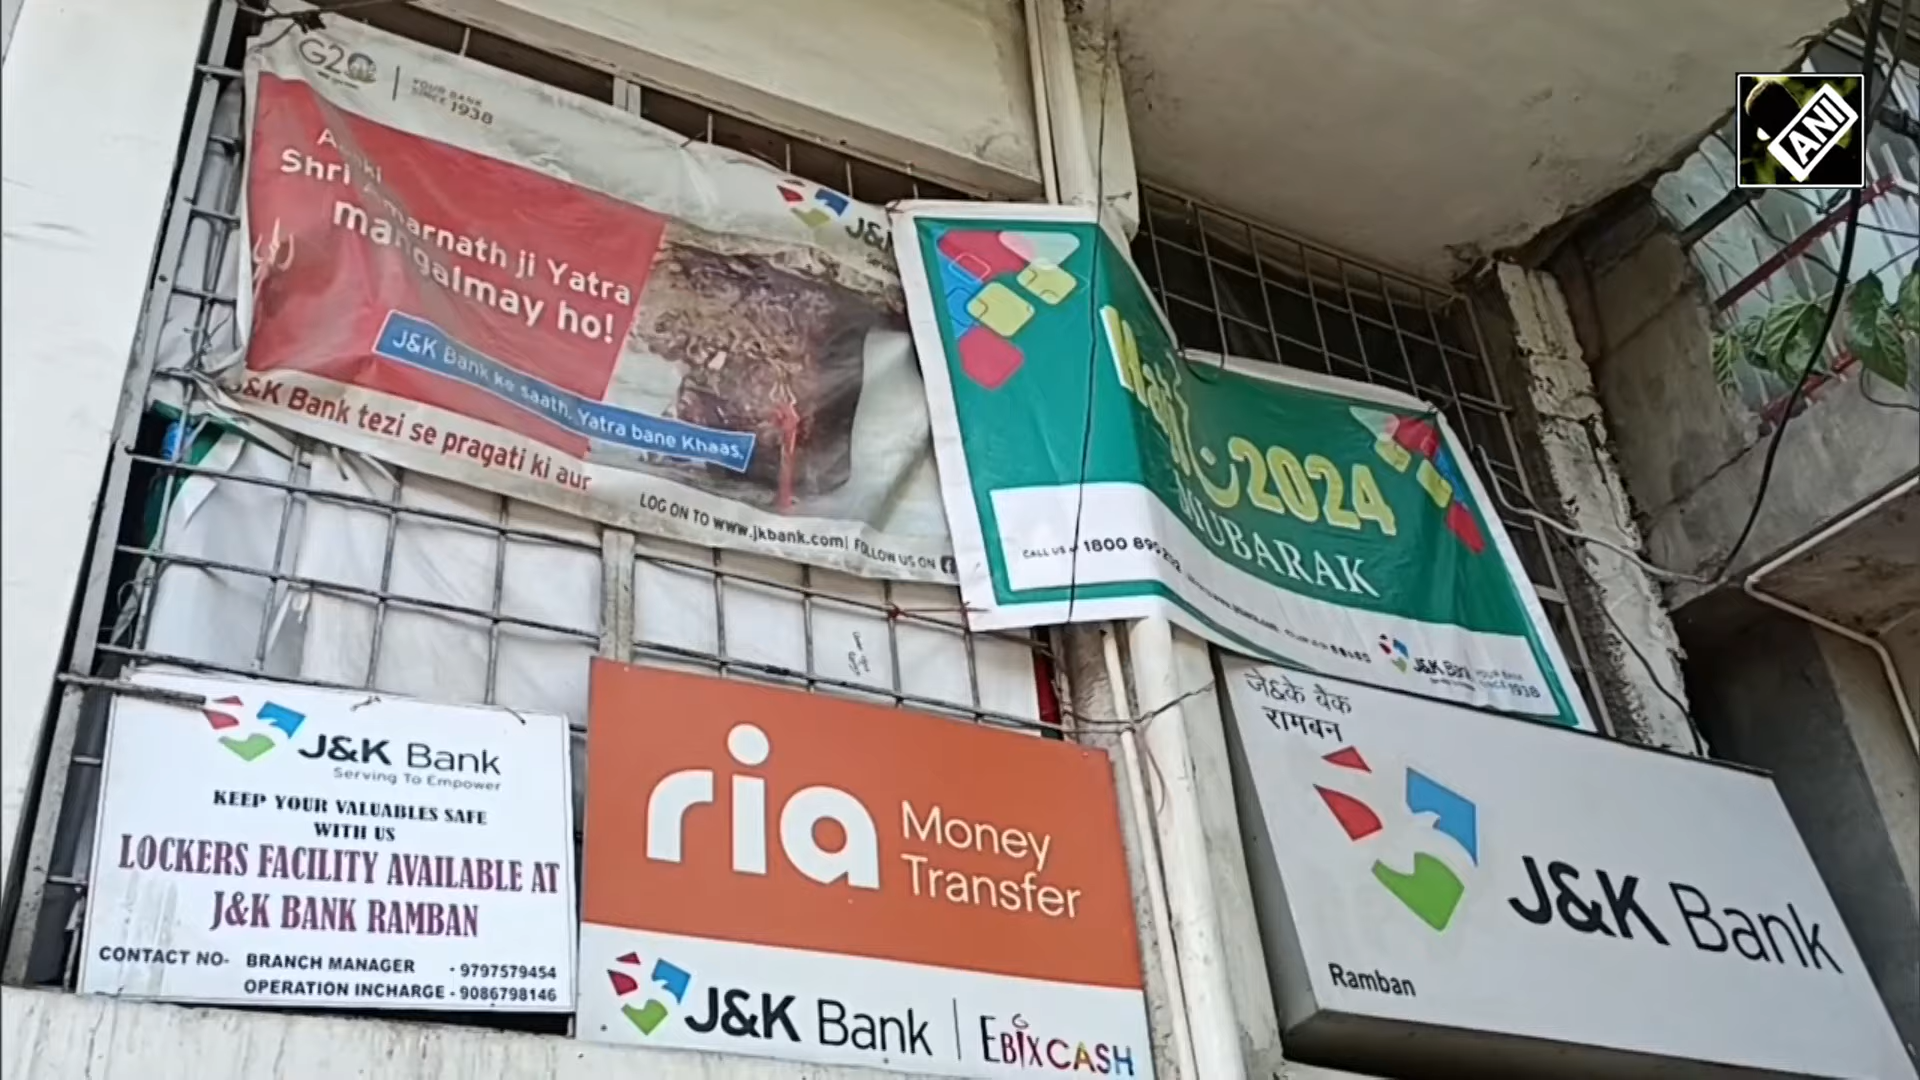 G20
YOUR BANK
SINCE 1938
Shri Amarnath ji Yatra
mangalmay ho!
J&K Bank ke saath, Yatra bane Khaas.
J&K Bank tezi se pragati ki aur
LOG ON TO www.jkbank.com| FOLLOW US ON
J&K
2024
MUBARAK
CALL US 1800 890
J&K Bank
YOUR BANK
SINCE 1938
ANI
J&K Bank
Serving To Empower
KEEP YOUR VALUABLES SAFE
WITH US
LOCKERS FACILITY AVAILABLE AT
J&K BANK RAMBAN
CONTACT NO- BRANCH MANAGER - 9797579454
OPERATION INCHARGE - 9086798146
ria Money
Transfer
J&K Bank | EBIXCASH
जे&के बैंक
रामबन
J&K Bank
Ramban